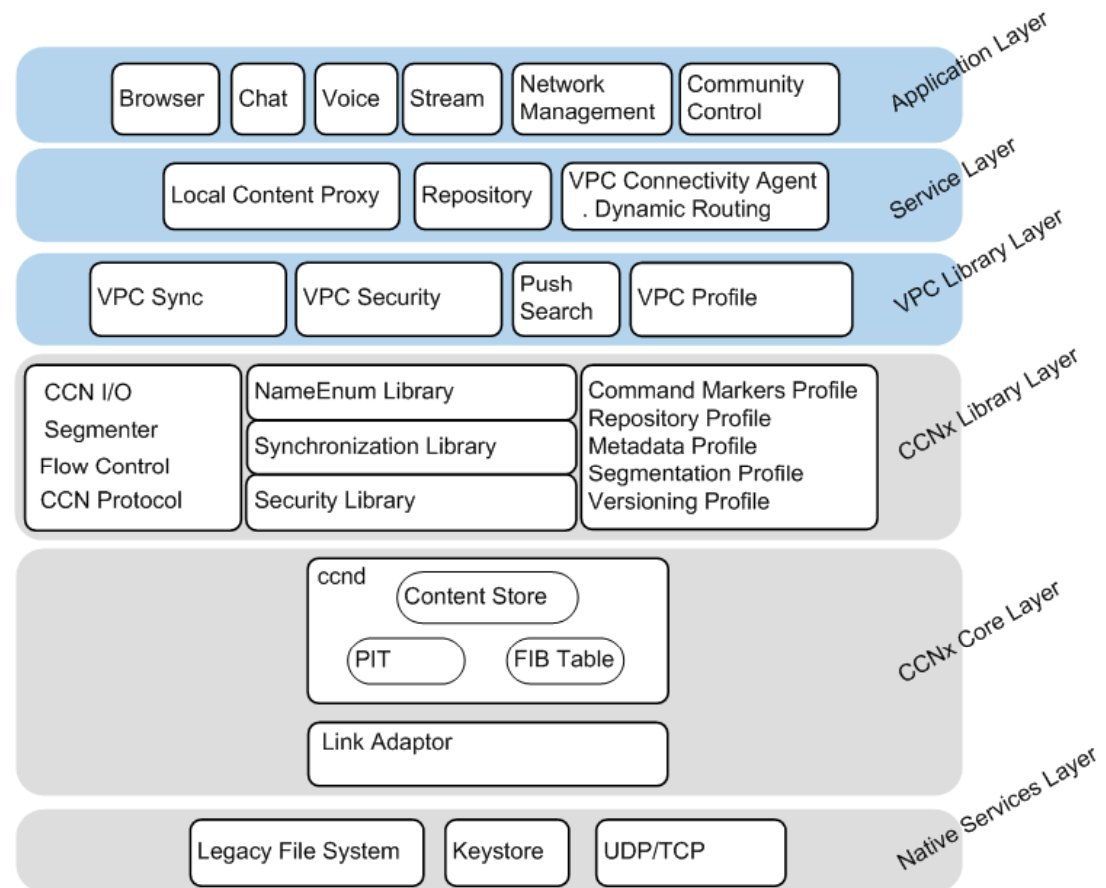 Application Layer
Browser
Chat
Voice
Stream
Network
Management
Community
Control
Service Layer
Local Content Proxy
Repository
VPC Connectivity Agent
. Dynamic Routing
VPC Library Layer
VPC Sync
VPC Security
Push
Search
VPC Profile
CCNx Library Layer
CCN I/O
Segmenter
Flow Control
CCN Protocol
NameEnum Library
Synchronization Library
Security Library
Command Markers Profile
Repository Profile
Metadata Profile
Segmentation Profile
Versioning Profile
CCNx Core Layer
ccnd
Content Store
PIT
FIB Table
Link Adaptor
Native Services Layer
Legacy File System
Keystore
UDP/TCP